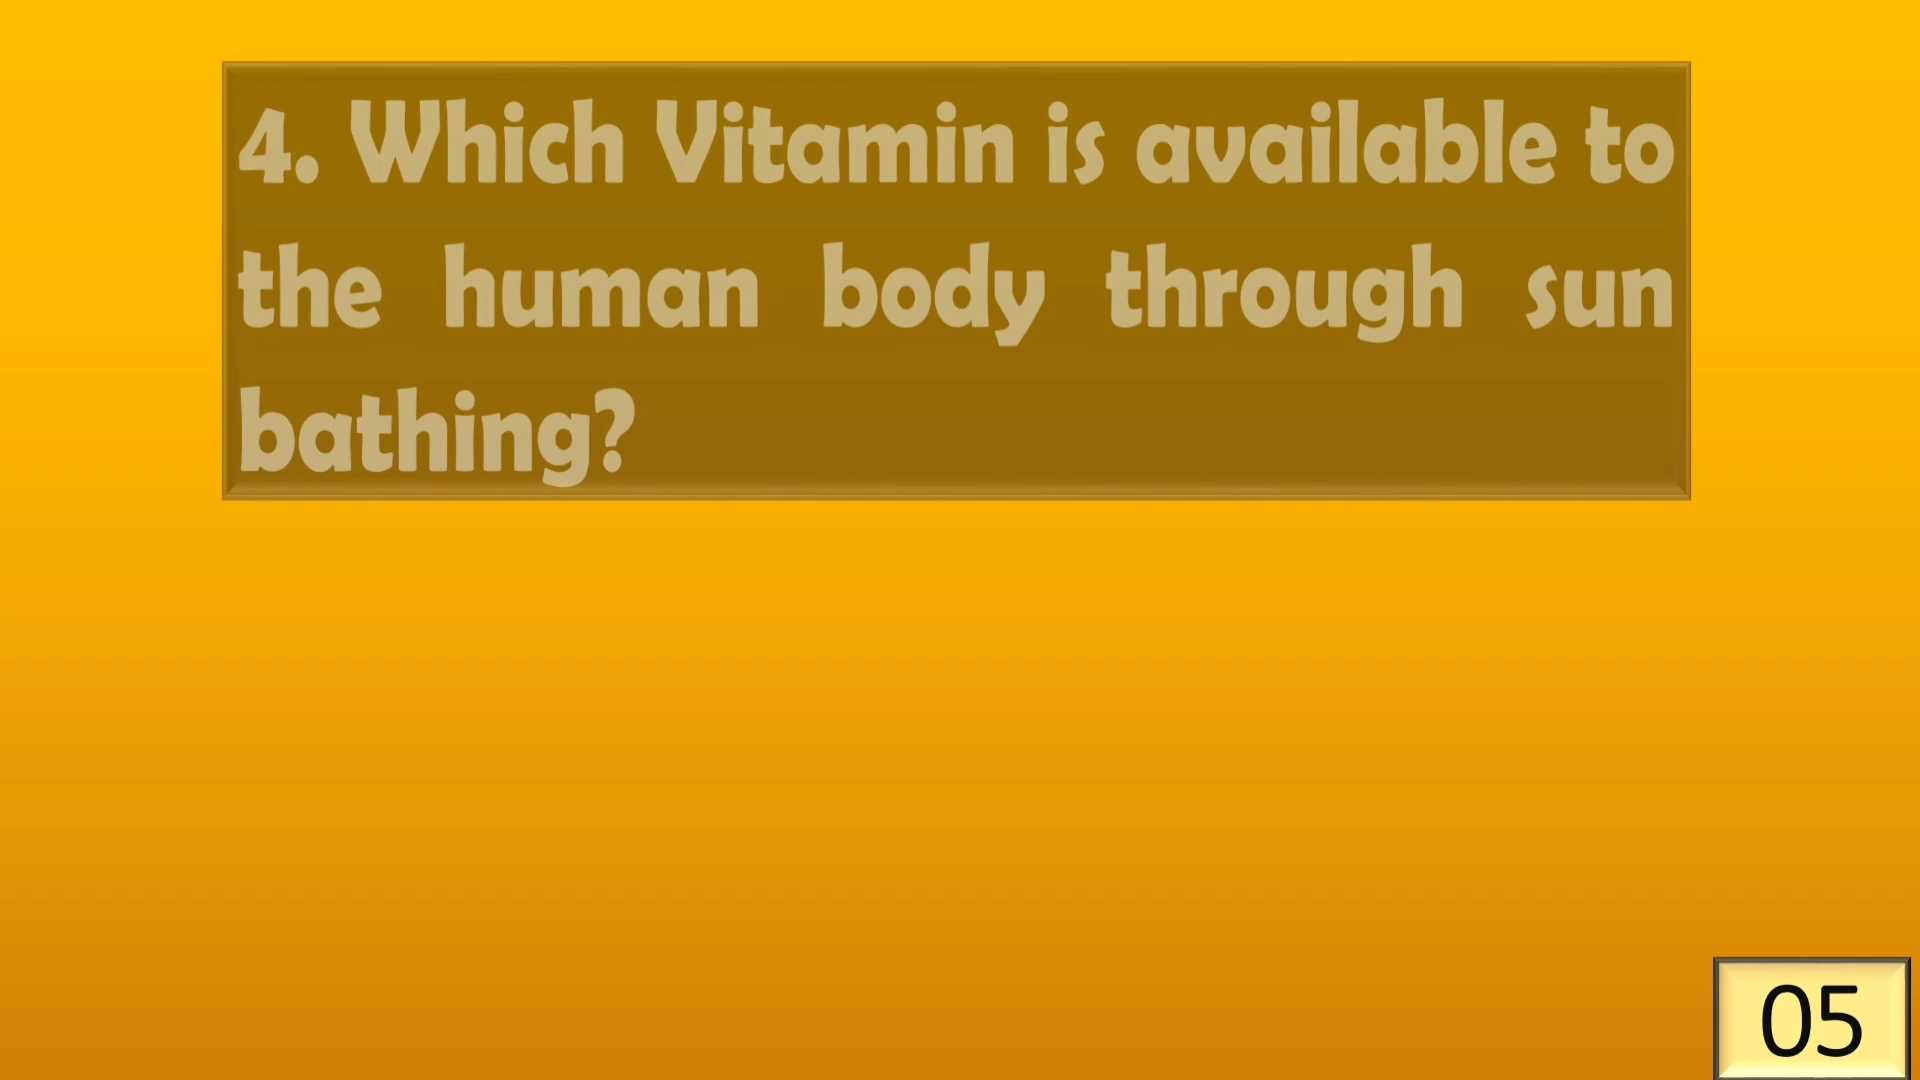 4. Which Vitamin is available to
the human body through sun
bathing?
05